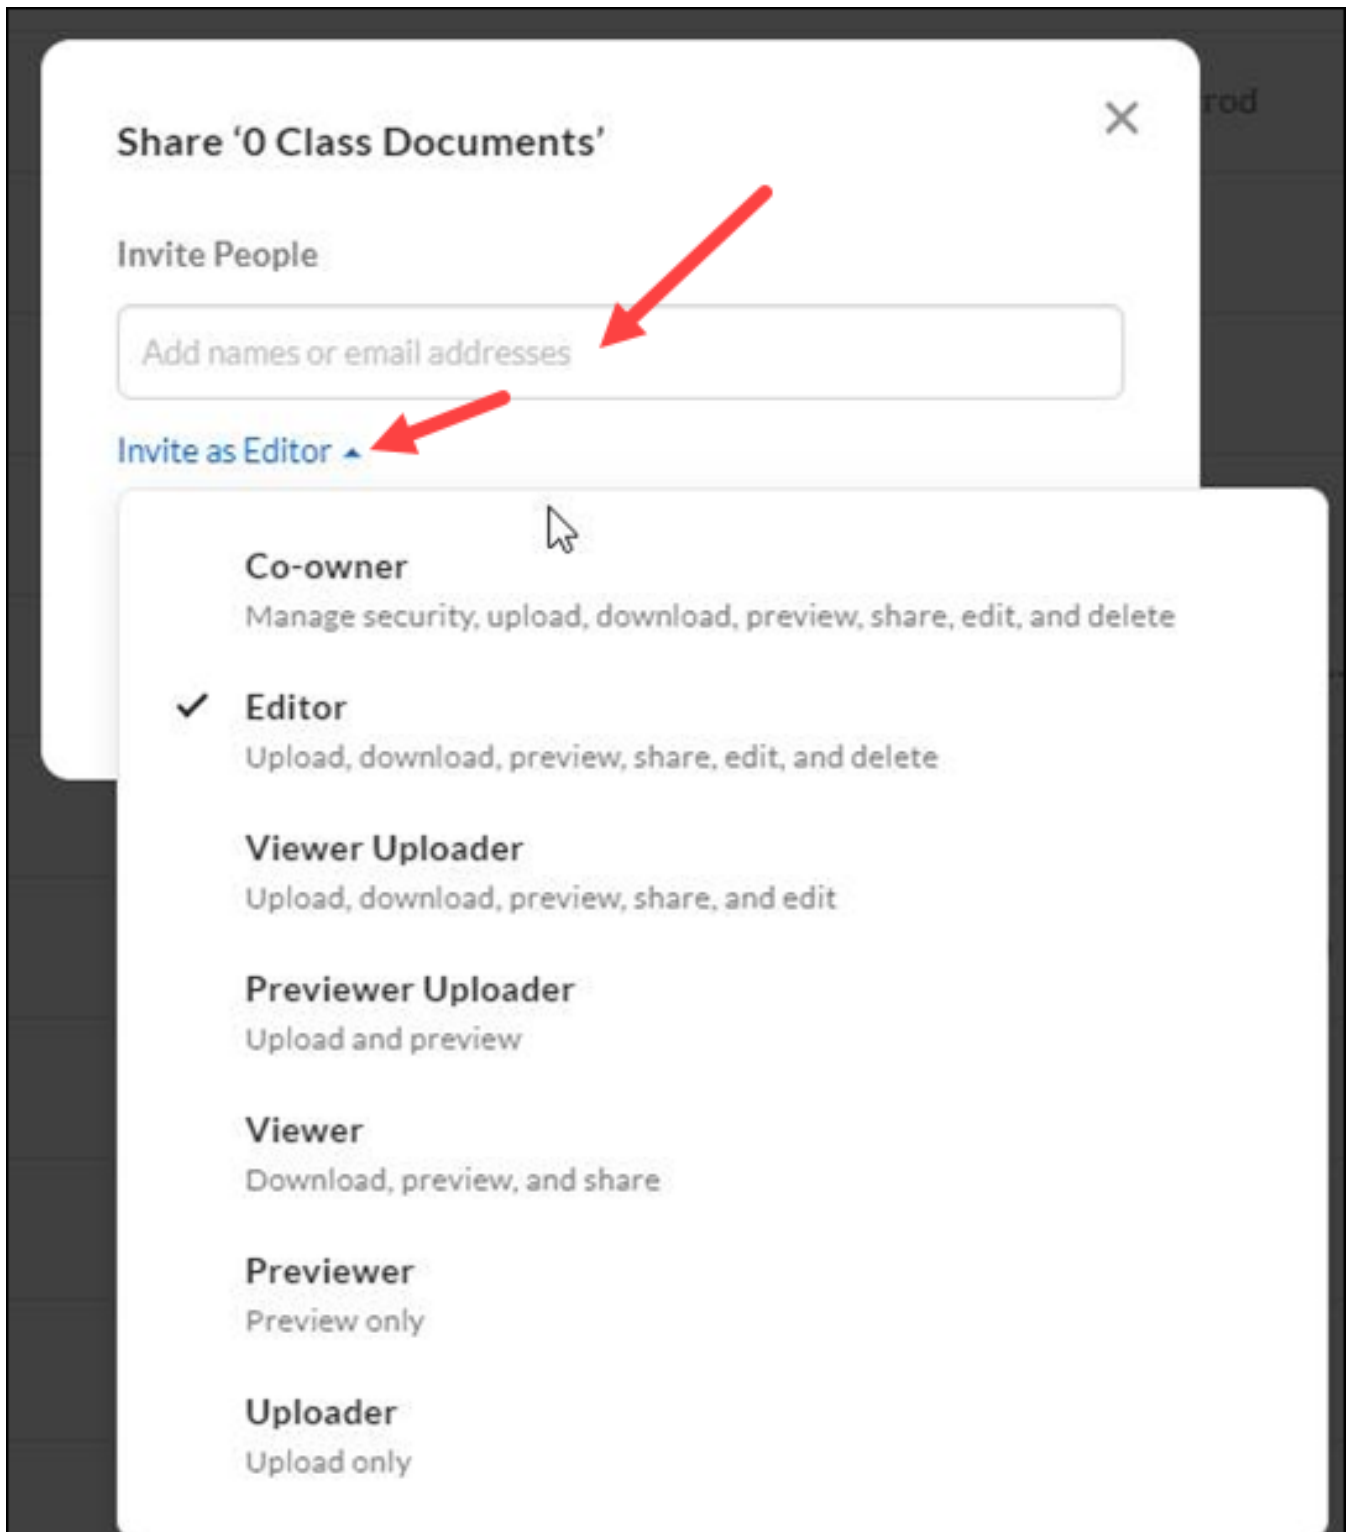 rod
Share ‘0 Class Documents’
Invite People
Add names or email addresses
Invite as Editor
Co-owner
Manage security, upload, download, preview, share, edit, and delete
Editor
Upload, download, preview, share, edit, and delete
Viewer Uploader
Upload, download, preview, share, and edit
Previewer Uploader
Upload and preview
Viewer
Download, preview, and share
Previewer
Preview only
Uploader
Upload only